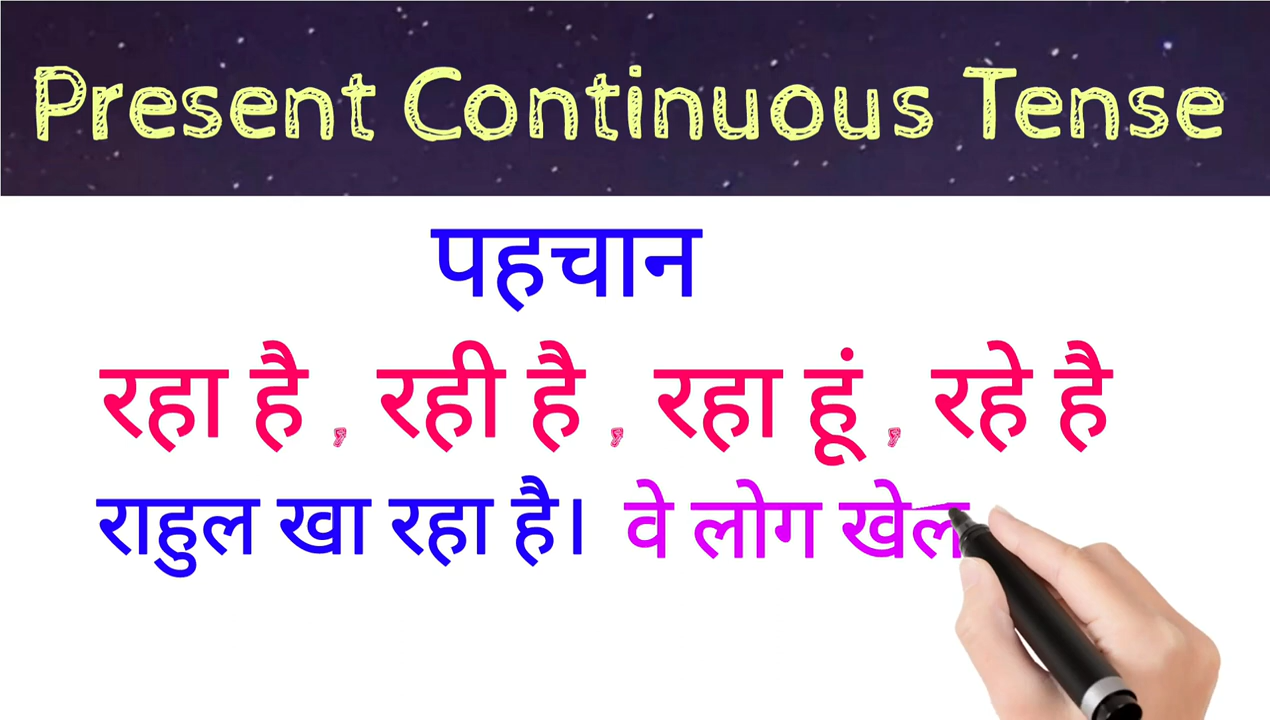 Present Continuous Tense
पहचान
रहा है , रही है , रहा हूं , रहे है
राहुल खा रहा है। वे लोग खेल